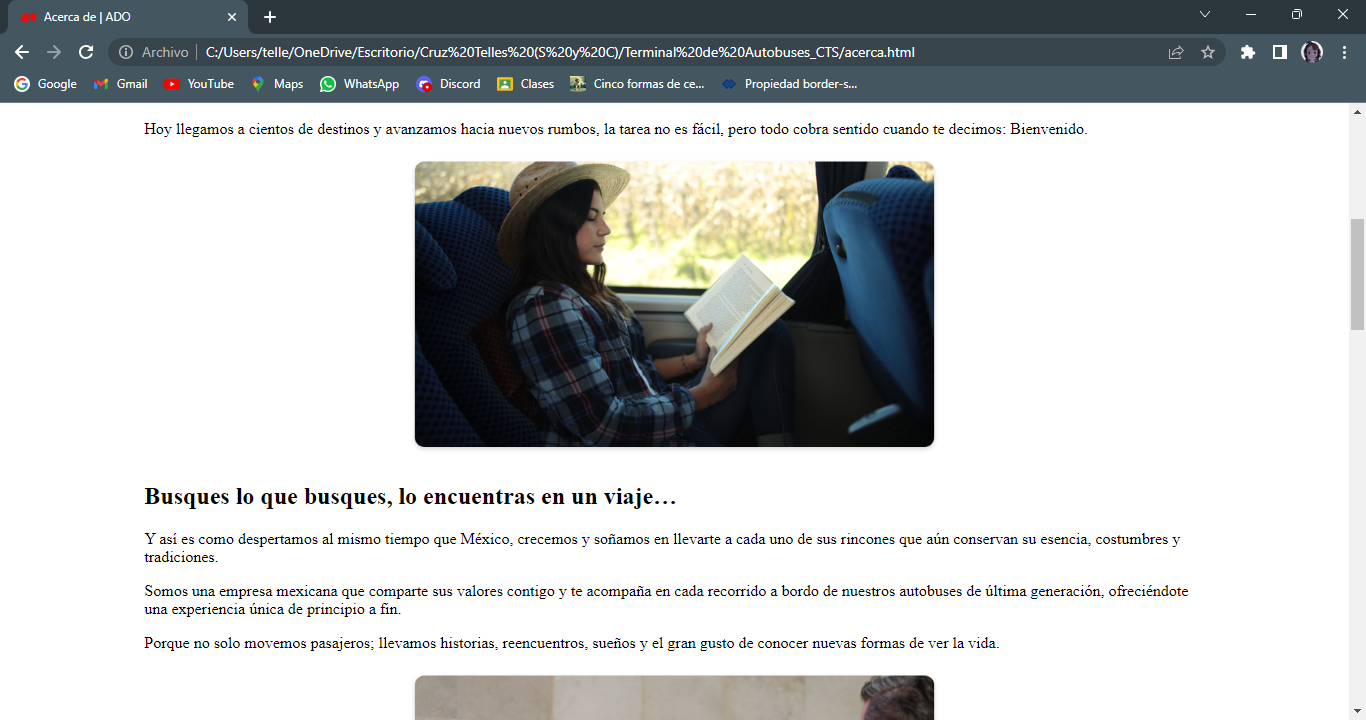 Acerca de | ADO
Archivo
C:/Users/telle/OneDrive/Escritorio/Cruz%20Telles%20(S%20y%20C)/Terminal%20de%20Autobuses_CTS/acerca.html
Google Gmail YouTube Maps WhatsApp Discord Clases Cinco formas de ce... Propiedad border-s...
Hoy llegamos a cientos de destinos y avanzamos hacia nuevos rumbos, la tarea no es fácil, pero todo cobra sentido cuando te decimos: Bienvenido.
Busques lo que busques, lo encuentras en un viaje…
Y así es como despertamos al mismo tiempo que México, crecemos y soñamos en llevarte a cada uno de sus rincones que aún conservan su esencia, costumbres y
tradiciones.
Somos una empresa mexicana que comparte sus valores contigo y te acompaña en cada recorrido a bordo de nuestros autobuses de última generación, ofreciéndote
una experiencia única de principio a fin.
Porque no solo movemos pasajeros; llevamos historias, reencuentros, sueños y el gran gusto de conocer nuevas formas de ver la vida.